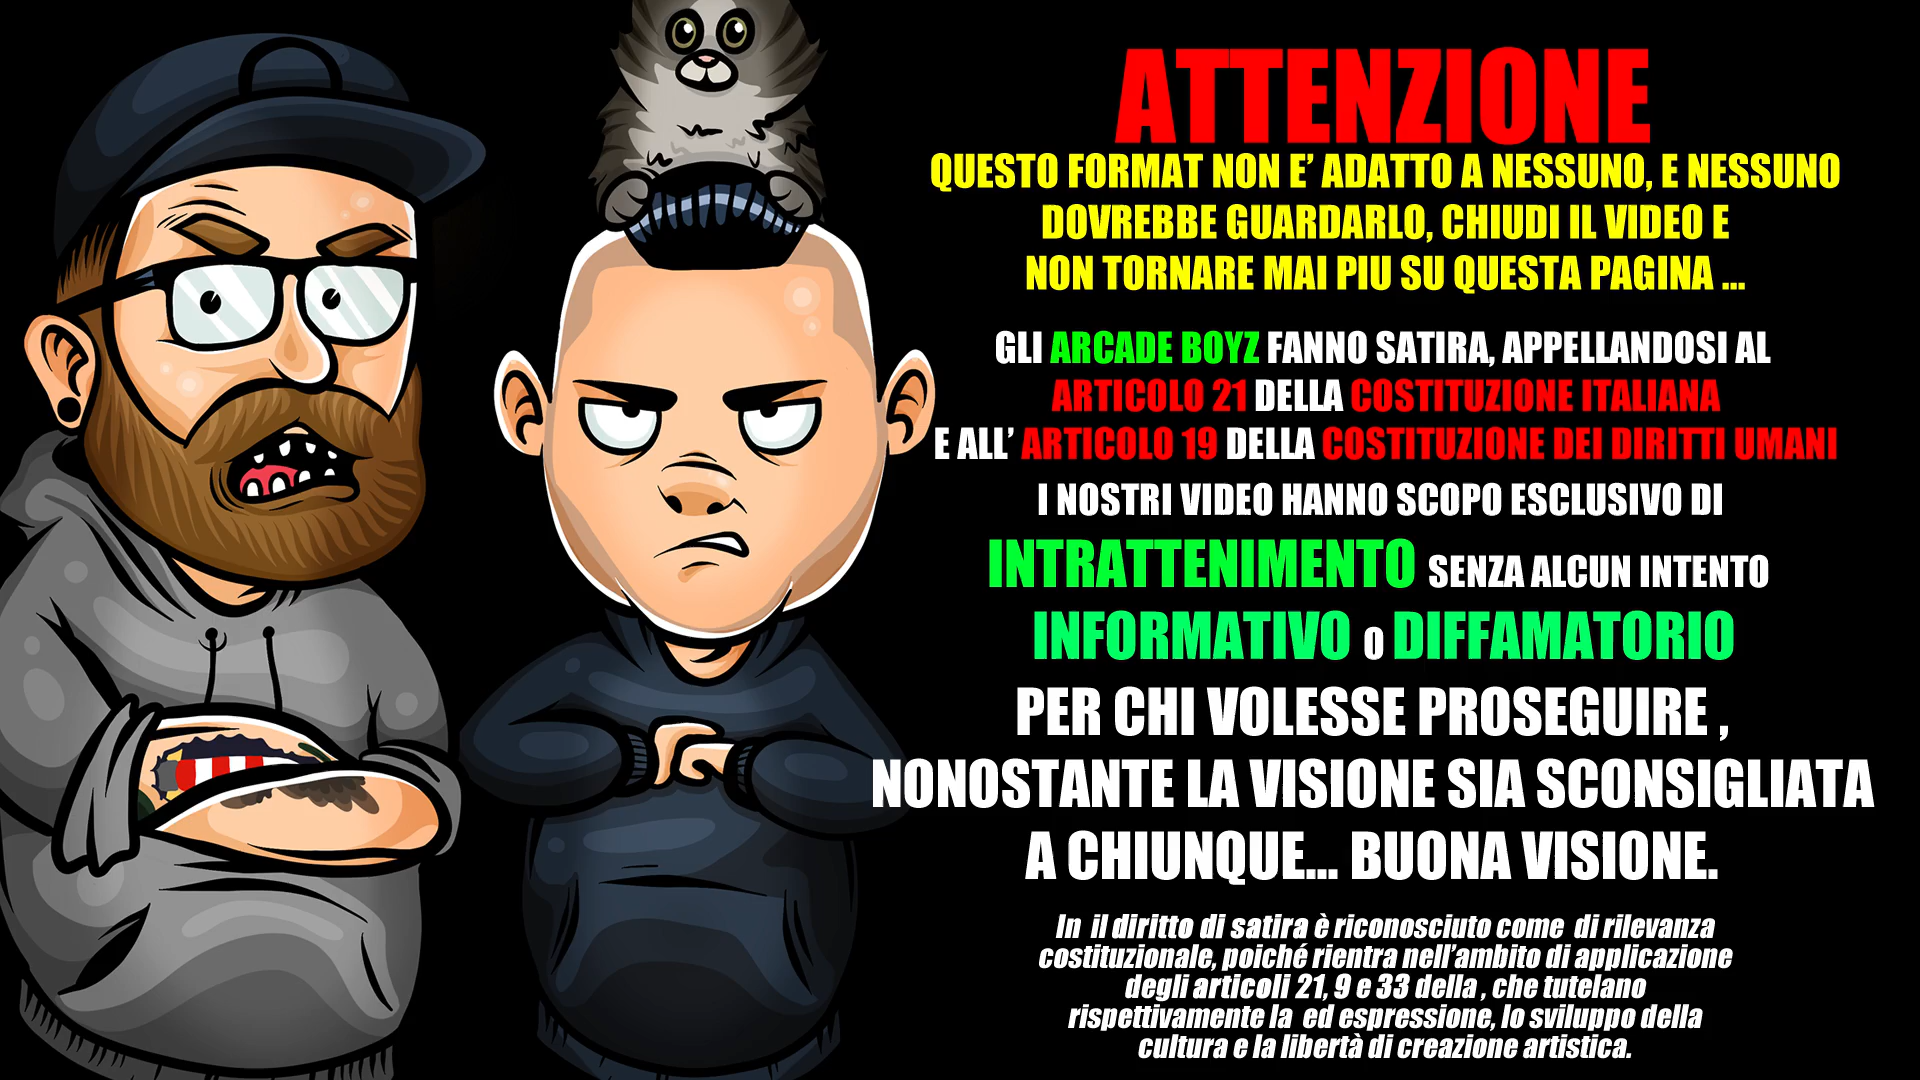 ATTENZIONE
QUESTO FORMAT NON E' ADATTO A NESSUNO, E NESSUNO
DOVREBBE GUARDARLO, CHIUDI IL VIDEO E
NON TORNARE MAI PIU SU QUESTA PAGINA ...
GLI ARCADE BOYZ FANNO SATIRA, APPELLANDOSI AL
ARTICOLO 21 DELLA COSTITUZIONE ITALIANA
E ALL' ARTICOLO 19 DELLA COSTITUZIONE DEI DIRITTI UMANI
I NOSTRI VIDEO HANNO SCOPO ESCLUSIVO DI
INTRATTENIMENTO SENZA ALCUN INTENTO
INFORMATIVO O DIFFAMATORIO
PER CHI VOLESSE PROSEGUIRE ,
NONOSTANTE LA VISIONE SIA SCONSIGLIATA
A CHIUNQUE... BUONA VISIONE.
In il diritto di satira è riconosciuto come di rilevanza
costituzionale, poiché rientra nell'ambito di applicazione
degli articoli 21, 9 e 33 della , che tutelano
rispettivamente la ed espressione, lo sviluppo della
cultura e la libertà di creazione artistica.